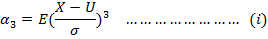 α₃ = E(X − U / σ)³ … … … … … … … … … (i)